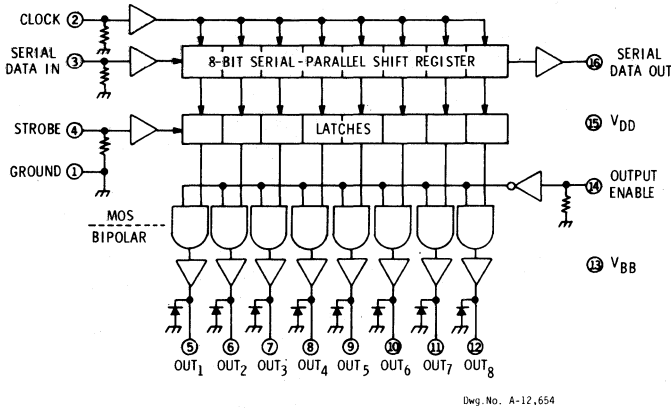 CLOCK 2
SERIAL
DATA IN 3
8-BIT SERIAL-PARALLEL SHIFT REGISTER
16 SERIAL
DATA OUT
STROBE 4
LATCHES
15 VDD
GROUND 1
14 OUTPUT
ENABLE
MOS
BIPOLAR
13 VBB
5 6 7 8 9 10 11 12
OUT1 OUT2 OUT3 OUT4 OUT5 OUT6 OUT7 OUT8
Dwg. No. A-12,654